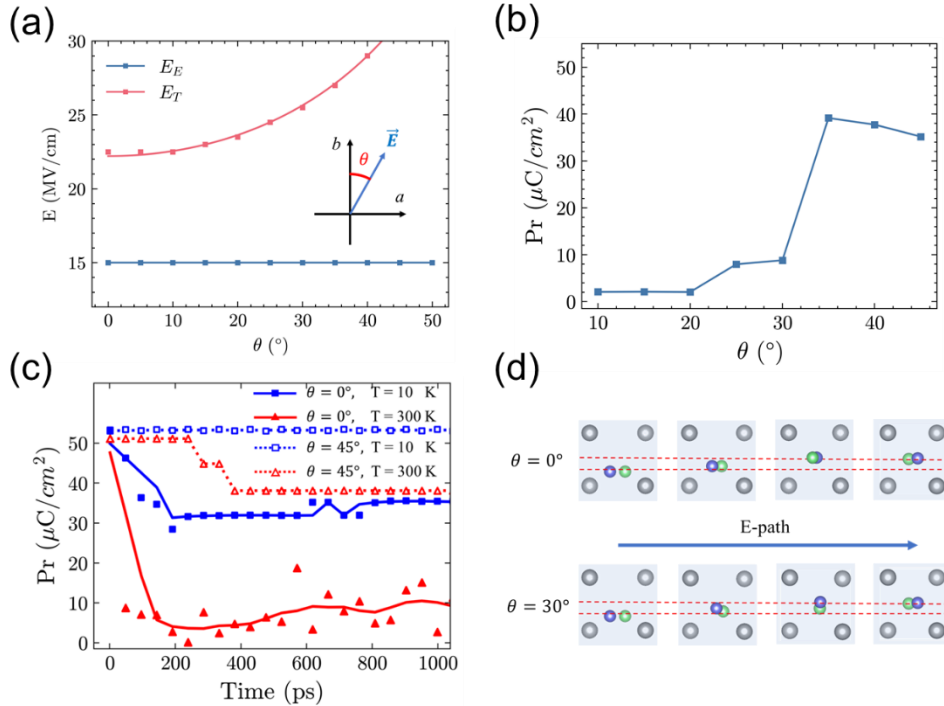 (a)
30
25
20
15
E (MV/cm)
E_E
E_T
b
θ
E⃗
a
0 10 20 30 40 50
θ (°)
(b)
50
40
30
20
10
0
Pr (μC/cm²)
10 20 30 40
θ (°)
(c)
50
40
30
20
10
0
Pr (μC/cm²)
θ = 0°, T = 10 K
θ = 0°, T = 300 K
θ = 45°, T = 10 K
θ = 45°, T = 300 K
0 200 400 600 800 1000
Time (ps)
(d)
θ = 0°
E-path
θ = 30°